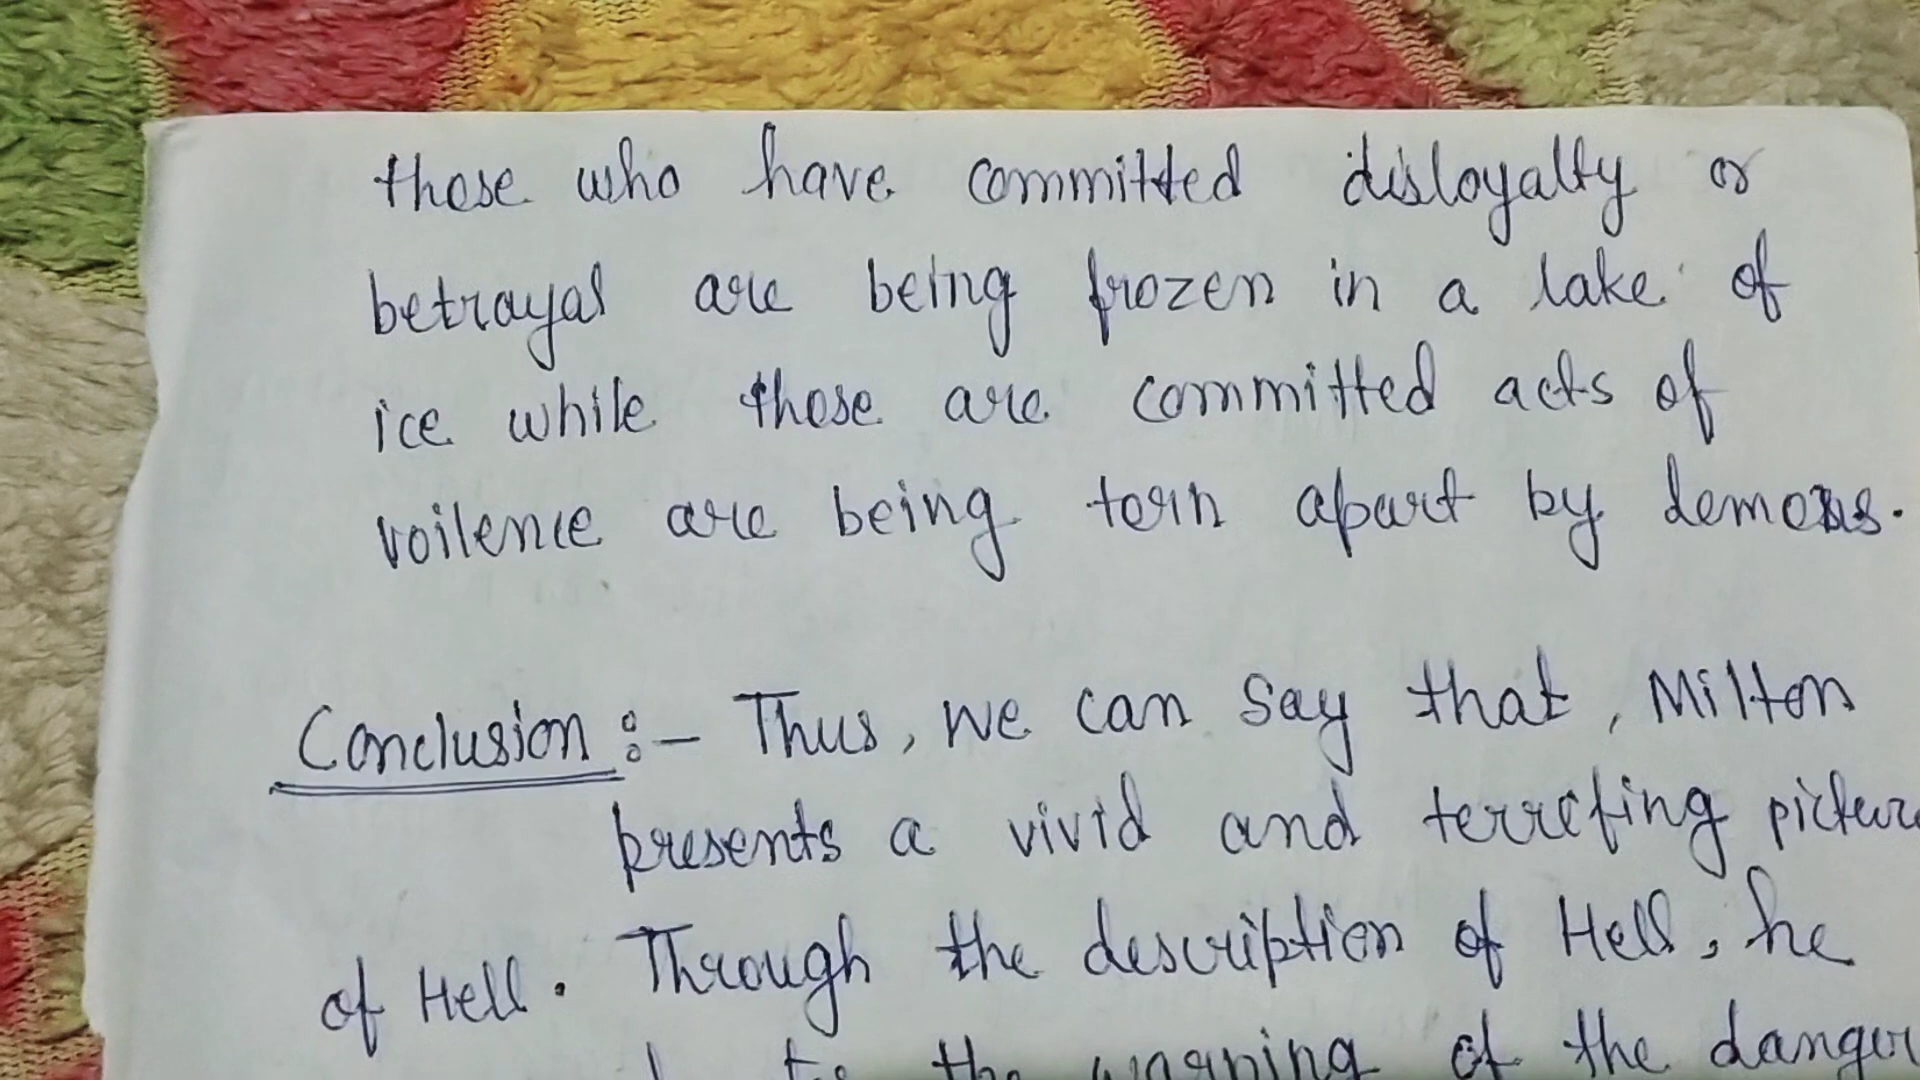 those who have committed disloyalty or
betrayal are being frozen in a lake of
ice while those are committed acts of
voilence are being torn apart by demons.
Conclusion :- Thus, we can say that, Milton
presents a vivid and terrefing picture
of Hell. Through the description of Hell, he
the warning of the danger